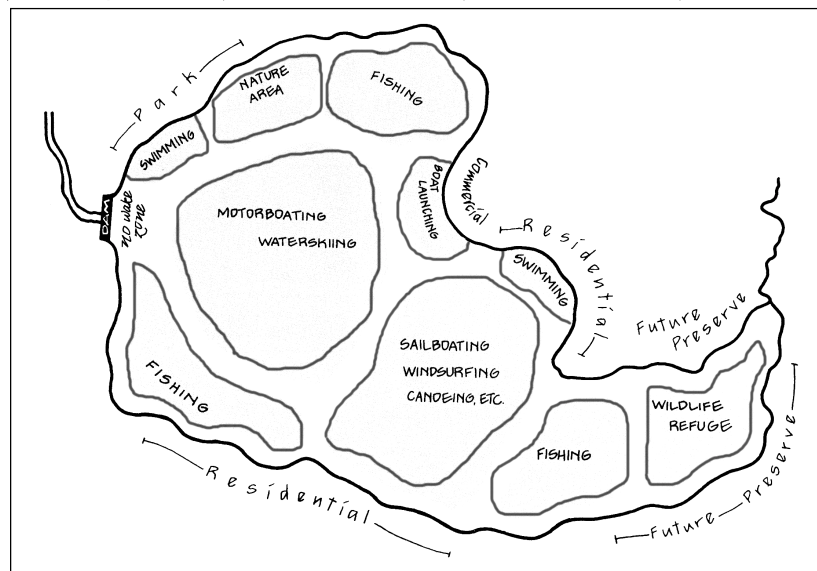 Park
NATURE
AREA
FISHING
SWIMMING
Commercial
BOAT
LAUNCHING
DAM
NO wake
Zone
MOTORBOATING
WATERSKIING
Residential
SWIMMING
Future
Preserve
SAILBOATING
WINDSURFING
CANOEING, ETC.
FISHING
WILDLIFE
REFUGE
FISHING
Residential
Future Preserve